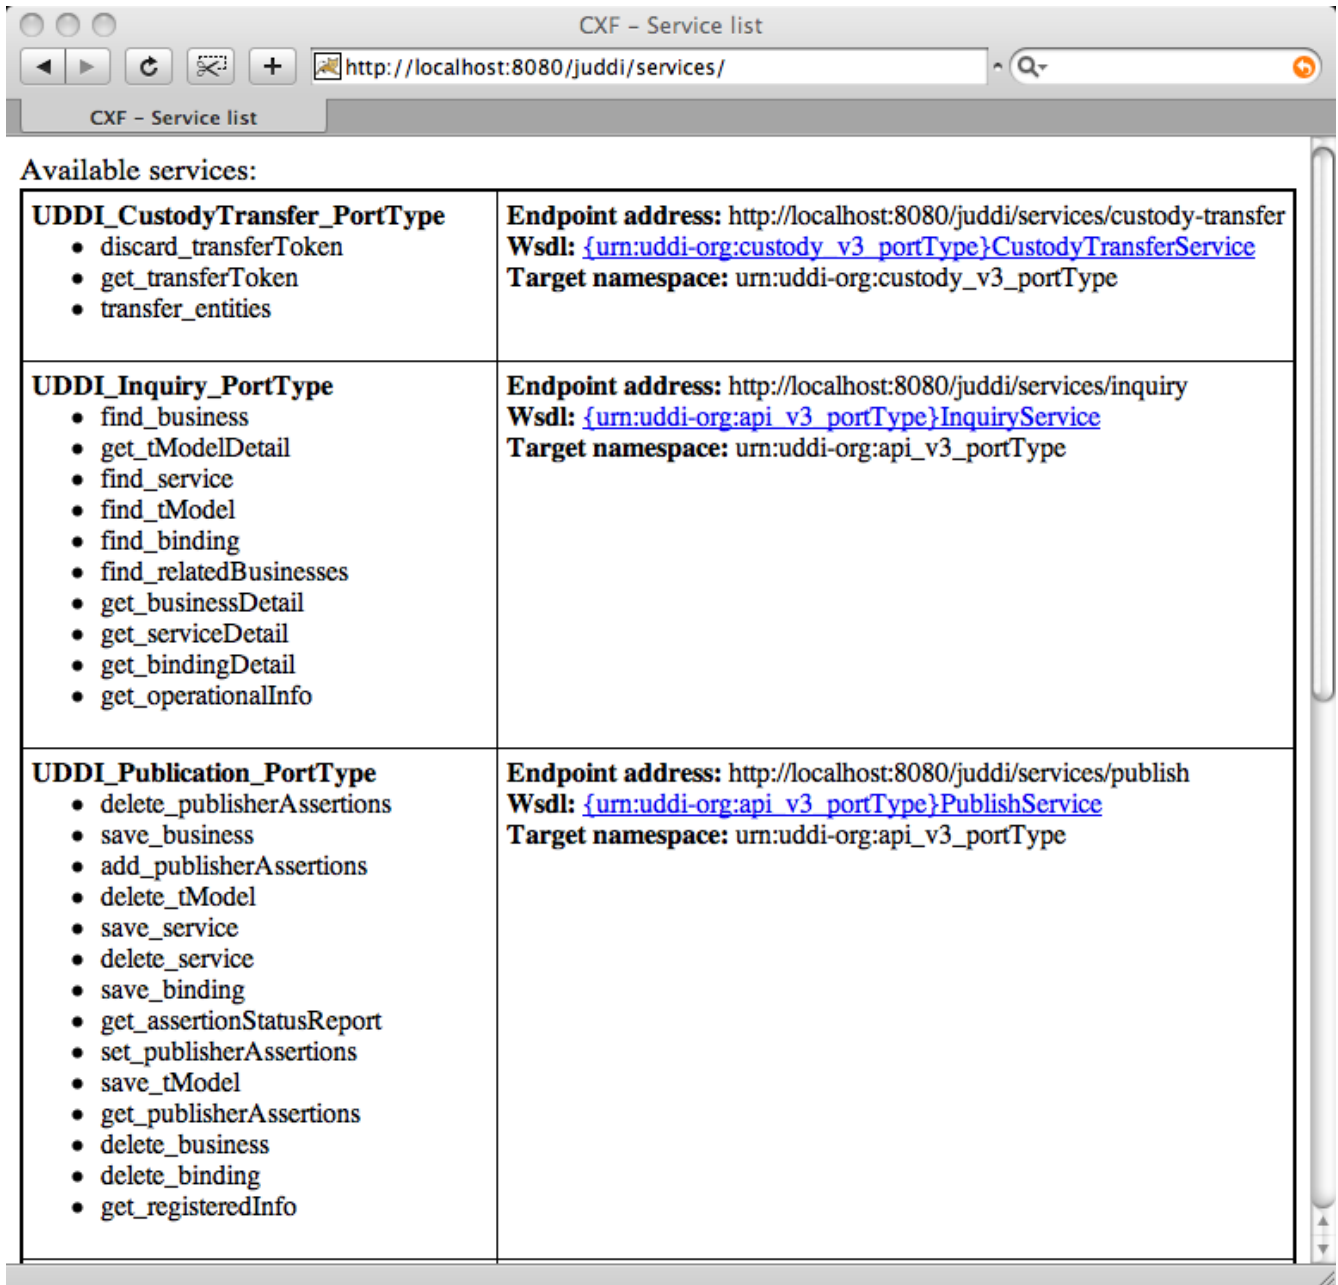 CXF – Service list
http://localhost:8080/juddi/services/
CXF – Service list
Available services:
UDDI_CustodyTransfer_PortType
• discard_transferToken
• get_transferToken
• transfer_entities
Endpoint address: http://localhost:8080/juddi/services/custody-transfer
Wsdl: {urn:uddi-org:custody_v3_portType}CustodyTransferService
Target namespace: urn:uddi-org:custody_v3_portType
UDDI_Inquiry_PortType
• find_business
• get_tModelDetail
• find_service
• find_tModel
• find_binding
• find_relatedBusinesses
• get_businessDetail
• get_serviceDetail
• get_bindingDetail
• get_operationalInfo
Endpoint address: http://localhost:8080/juddi/services/inquiry
Wsdl: {urn:uddi-org:api_v3_portType}InquiryService
Target namespace: urn:uddi-org:api_v3_portType
UDDI_Publication_PortType
• delete_publisherAssertions
• save_business
• add_publisherAssertions
• delete_tModel
• save_service
• delete_service
• save_binding
• get_assertionStatusReport
• set_publisherAssertions
• save_tModel
• get_publisherAssertions
• delete_business
• delete_binding
• get_registeredInfo
Endpoint address: http://localhost:8080/juddi/services/publish
Wsdl: {urn:uddi-org:api_v3_portType}PublishService
Target namespace: urn:uddi-org:api_v3_portType